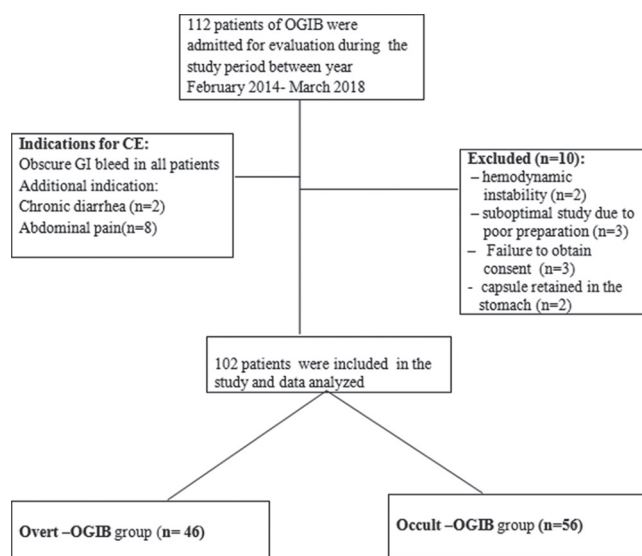 112 patients of OGIB were
admitted for evaluation during the
study period between year
February 2014- March 2018
Indications for CE:
Obscure GI bleed in all patients
Additional indication:
Chronic diarrhea (n=2)
Abdominal pain(n=8)
Excluded (n=10):
– hemodynamic
instability (n=2)
– suboptimal study due to
poor preparation (n=3)
– Failure to obtain
consent (n=3)
- capsule retained in the
stomach (n=2)
102 patients were included in the
study and data analyzed
Overt –OGIB group (n= 46)
Occult –OGIB group (n=56)